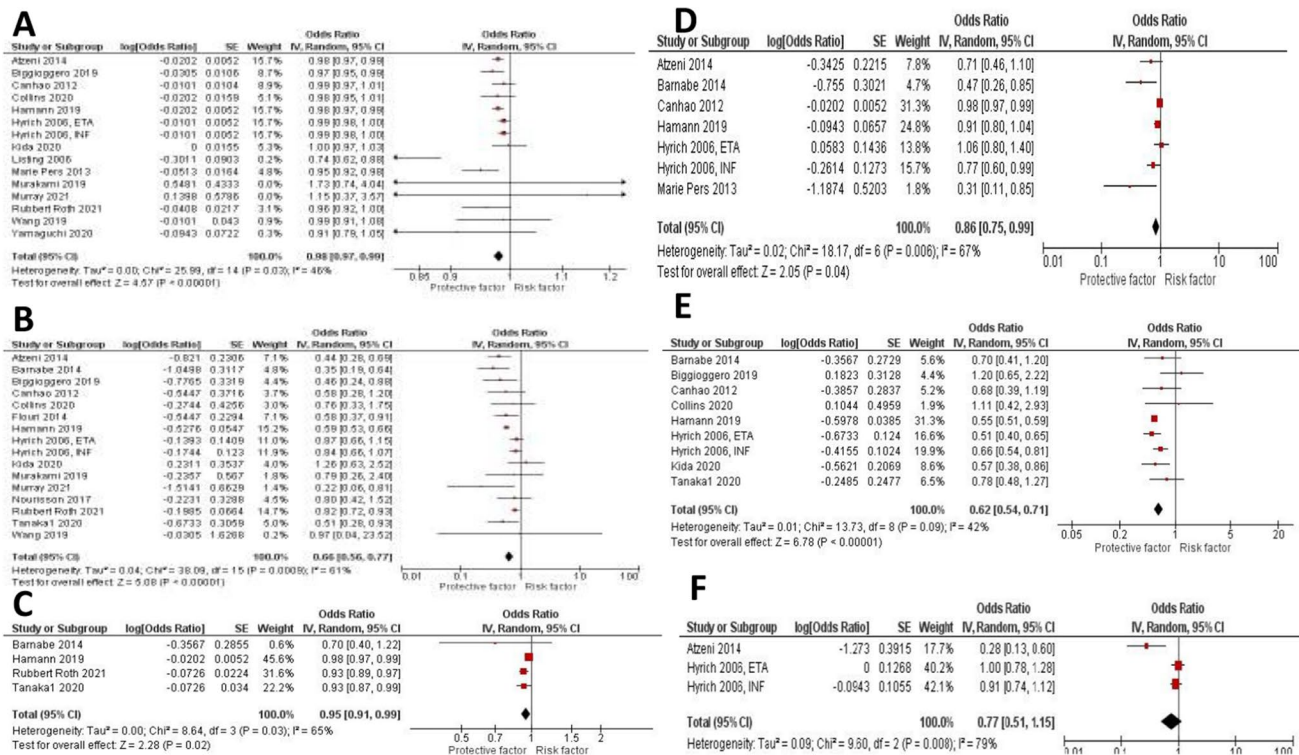 A
Odds Ratio Odds Ratio
Study or Subgroup log[Odds Ratio] SE Weight IV, Random, 95% CI IV, Random, 95% CI
Atzeni 2014 -0.0202 0.0052 15.7% 0.98 [0.97, 0.99]
Biggioggero 2019 -0.0305 0.0106 8.7% 0.97 [0.95, 0.99]
Canhao 2012 -0.0101 0.0104 8.9% 0.99 [0.97, 1.01]
Collins 2020 -0.0202 0.0159 5.1% 0.98 [0.95, 1.01]
Hamann 2019 -0.0202 0.0052 15.7% 0.98 [0.97, 0.99]
Hyrich 2006, ETA -0.0101 0.0052 15.7% 0.99 [0.98, 1.00]
Hyrich 2006, INF -0.0101 0.0052 15.7% 0.99 [0.98, 1.00]
Kida 2020 0 0.0155 5.3% 1.00 [0.97, 1.03]
Listing 2006 -0.3011 0.0903 0.2% 0.74 [0.62, 0.88]
Marie Pers 2013 -0.0513 0.0164 4.8% 0.95 [0.92, 0.98]
Murakami 2019 0.5481 0.4333 0.0% 1.73 [0.74, 4.04]
Murray 2021 0.1398 0.5786 0.0% 1.15 [0.37, 3.57]
Rubbert Roth 2021 -0.0408 0.0217 3.0% 0.96 [0.92, 1.00]
Wang 2019 -0.0101 0.043 0.9% 0.99 [0.91, 1.08]
Yamaguchi 2020 -0.0943 0.0722 0.3% 0.91 [0.79, 1.05]
Total (95% CI) 100.0% 0.98 [0.97, 0.99]
Heterogeneity: Tau² = 0.00; Chi² = 25.99, df = 14 (P = 0.03); I² = 46%
Test for overall effect: Z = 4.57 (P < 0.00001)
0.85 0.9 1 1.1 1.2
Protective factor Risk factor
B
Odds Ratio Odds Ratio
Study or Subgroup log[Odds Ratio] SE Weight IV, Random, 95% CI IV, Random, 95% CI
Atzeni 2014 -0.821 0.2306 7.1% 0.44 [0.28, 0.69]
Barnabe 2014 -1.0498 0.3117 4.8% 0.35 [0.19, 0.64]
Biggioggero 2019 -0.7765 0.3319 4.4% 0.46 [0.24, 0.88]
Canhao 2012 -0.5447 0.3716 3.7% 0.58 [0.28, 1.20]
Collins 2020 -0.2744 0.4256 3.0% 0.76 [0.33, 1.75]
Flouri 2014 -0.5447 0.2294 7.1% 0.58 [0.37, 0.91]
Hamann 2019 -0.5276 0.0547 15.2% 0.59 [0.53, 0.66]
Hyrich 2006, ETA -0.1393 0.1409 11.0% 0.87 [0.66, 1.15]
Hyrich 2006, INF -0.1744 0.123 11.9% 0.84 [0.66, 1.07]
Kida 2020 0.2311 0.3537 4.0% 1.26 [0.63, 2.52]
Murakami 2019 -0.2357 0.567 1.9% 0.79 [0.26, 2.40]
Murray 2021 -1.5141 0.6628 1.4% 0.22 [0.06, 0.81]
Nourisson 2017 -0.2231 0.3288 4.4% 0.80 [0.42, 1.52]
Rubbert Roth 2021 -0.1985 0.0664 14.7% 0.82 [0.72, 0.93]
Tanaka1 2020 -0.6733 0.3059 5.0% 0.51 [0.28, 0.93]
Wang 2019 -0.0305 1.6268 0.2% 0.97 [0.04, 23.52]
Total (95% CI) 100.0% 0.66 [0.56, 0.77]
Heterogeneity: Tau² = 0.04; Chi² = 38.09, df = 15 (P = 0.0009); I² = 61%
Test for overall effect: Z = 5.08 (P < 0.00001)
0.01 0.1 1 10 100
Protective factor Risk factor
C
Odds Ratio Odds Ratio
Study or Subgroup log[Odds Ratio] SE Weight IV, Random, 95% CI IV, Random, 95% CI
Barnabe 2014 -0.3567 0.2855 0.6% 0.70 [0.40, 1.22]
Hamann 2019 -0.0202 0.0052 45.6% 0.98 [0.97, 0.99]
Rubbert Roth 2021 -0.0726 0.0224 31.6% 0.93 [0.89, 0.97]
Tanaka1 2020 -0.0726 0.034 22.2% 0.93 [0.87, 0.99]
Total (95% CI) 100.0% 0.95 [0.91, 0.99]
Heterogeneity: Tau² = 0.00; Chi² = 8.64, df = 3 (P = 0.03); I² = 65%
Test for overall effect: Z = 2.28 (P = 0.02)
0.5 0.7 1 1.5 2
Protective factor Risk factor
D
Odds Ratio Odds Ratio
Study or Subgroup log[Odds Ratio] SE Weight IV, Random, 95% CI IV, Random, 95% CI
Atzeni 2014 -0.3425 0.2215 7.8% 0.71 [0.46, 1.10]
Barnabe 2014 -0.755 0.3021 4.7% 0.47 [0.26, 0.85]
Canhao 2012 -0.0202 0.0052 31.3% 0.98 [0.97, 0.99]
Hamann 2019 -0.0943 0.0657 24.8% 0.91 [0.80, 1.04]
Hyrich 2006, ETA 0.0583 0.1436 13.8% 1.06 [0.80, 1.40]
Hyrich 2006, INF -0.2614 0.1273 15.7% 0.77 [0.60, 0.99]
Marie Pers 2013 -1.1874 0.5203 1.8% 0.31 [0.11, 0.85]
Total (95% CI) 100.0% 0.86 [0.75, 0.99]
Heterogeneity: Tau² = 0.02; Chi² = 18.17, df = 6 (P = 0.006); I² = 67%
Test for overall effect: Z = 2.05 (P = 0.04)
0.01 0.1 1 10 100
Protective factor Risk factor
E
Odds Ratio Odds Ratio
Study or Subgroup log[Odds Ratio] SE Weight IV, Random, 95% CI IV, Random, 95% CI
Barnabe 2014 -0.3567 0.2729 5.6% 0.70 [0.41, 1.20]
Biggioggero 2019 0.1823 0.3128 4.4% 1.20 [0.65, 2.22]
Canhao 2012 -0.3857 0.2837 5.2% 0.68 [0.39, 1.19]
Collins 2020 0.1044 0.4959 1.9% 1.11 [0.42, 2.93]
Hamann 2019 -0.5978 0.0385 31.3% 0.55 [0.51, 0.59]
Hyrich 2006, ETA -0.6733 0.124 16.6% 0.51 [0.40, 0.65]
Hyrich 2006, INF -0.4155 0.1024 19.9% 0.66 [0.54, 0.81]
Kida 2020 -0.5621 0.2069 8.6% 0.57 [0.38, 0.86]
Tanaka1 2020 -0.2485 0.2477 6.5% 0.78 [0.48, 1.27]
Total (95% CI) 100.0% 0.62 [0.54, 0.71]
Heterogeneity: Tau² = 0.01; Chi² = 13.73, df = 8 (P = 0.09); I² = 42%
Test for overall effect: Z = 6.78 (P < 0.00001)
0.05 0.2 1 5 20
Protective factor Risk factor
F
Odds Ratio Odds Ratio
Study or Subgroup log[Odds Ratio] SE Weight IV, Random, 95% CI IV, Random, 95% CI
Atzeni 2014 -1.273 0.3915 17.7% 0.28 [0.13, 0.60]
Hyrich 2006, ETA 0 0.1268 40.2% 1.00 [0.78, 1.28]
Hyrich 2006, INF -0.0943 0.1055 42.1% 0.91 [0.74, 1.12]
Total (95% CI) 100.0% 0.77 [0.51, 1.15]
Heterogeneity: Tau² = 0.09; Chi² = 9.60, df = 2 (P = 0.008); I² = 79%
0.01 0.1 1 10 100